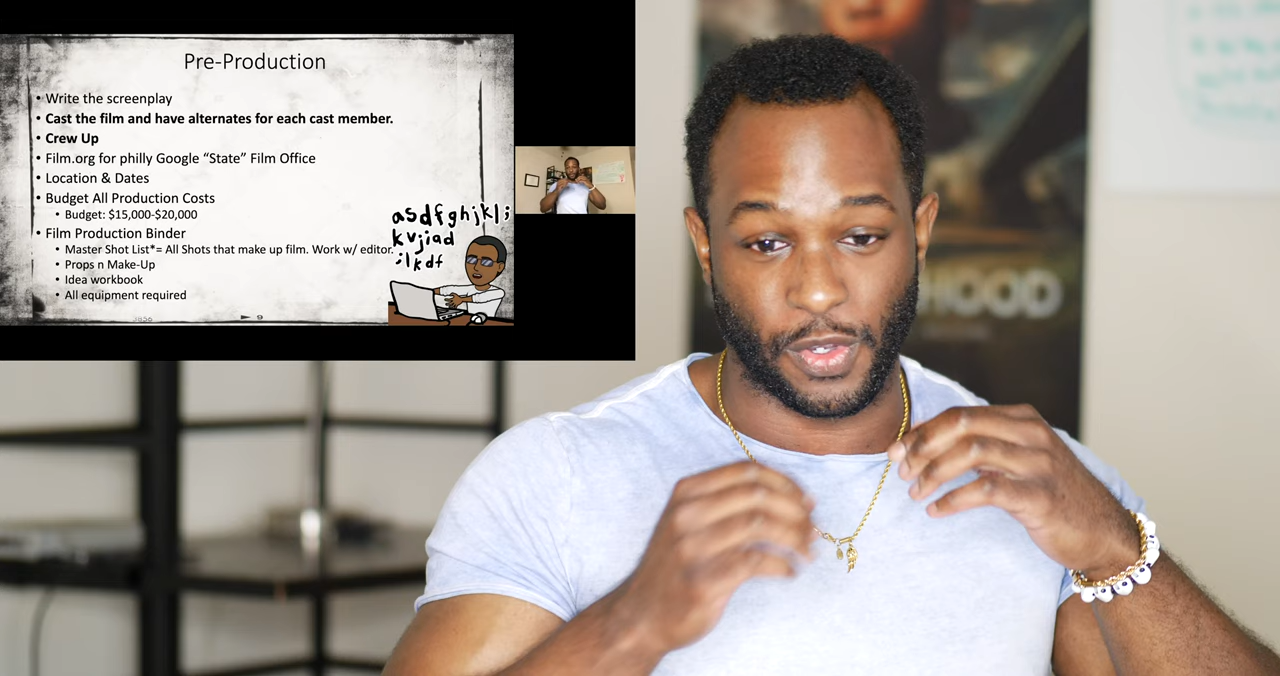 Pre-Production
• Write the screenplay
• Cast the film and have alternates for each cast member.
• Crew Up
• Film.org for philly Google “State” Film Office
• Location & Dates
• Budget All Production Costs
• Budget: $15,000-$20,000
• Film Production Binder
• Master Shot List*= All Shots that make up film. Work w/ editor.
• Props n Make-Up
• Idea workbook
• All equipment required
asdfghjkl;
kvjiad
;lkdf
3856
9
HOOD